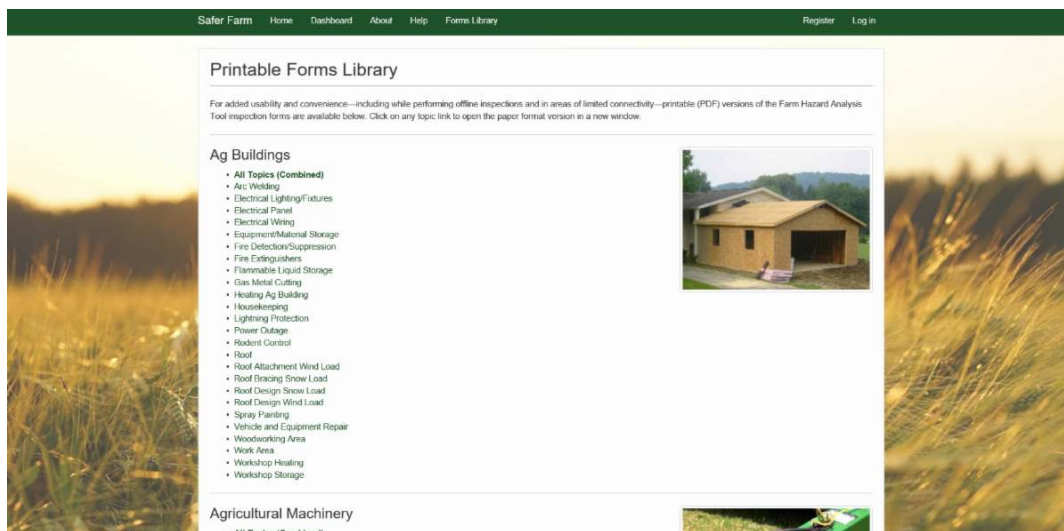 Safer Farm Home Dashboard About Help Forms Library Register Log in
Printable Forms Library
For added usability and convenience—including while performing offline inspections and in areas of limited connectivity—printable (PDF) versions of the Farm Hazard Analysis
Tool inspection forms are available below. Click on any topic link to open the paper format version in a new window.
Ag Buildings
• All Topics (Combined)
• Arc Welding
• Electrical Lighting/Fixtures
• Electrical Panel
• Electrical Wiring
• Equipment/Material Storage
• Fire Detection/Suppression
• Fire Extinguishers
• Flammable Liquid Storage
• Gas Metal Cutting
• Heating Ag Building
• Housekeeping
• Lightning Protection
• Power Outage
• Rodent Control
• Roof
• Roof Attachment Wind Load
• Roof Bracing Snow Load
• Roof Design Snow Load
• Roof Design Wind Load
• Spray Painting
• Vehicle and Equipment Repair
• Woodworking Area
• Work Area
• Workshop Heating
• Workshop Storage
Agricultural Machinery